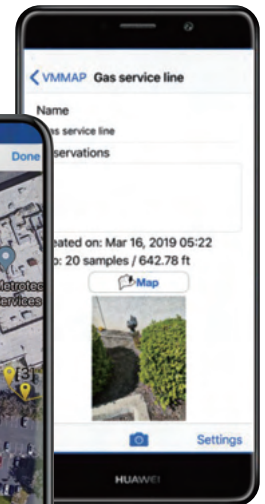 VMMAP Gas service line
Name
as service line
servations
Done
eated on: Mar 16, 2019 05:22
: 20 samples / 642.78 ft
Map
Metrotec
Services
[3]
Settings
HUAWEI